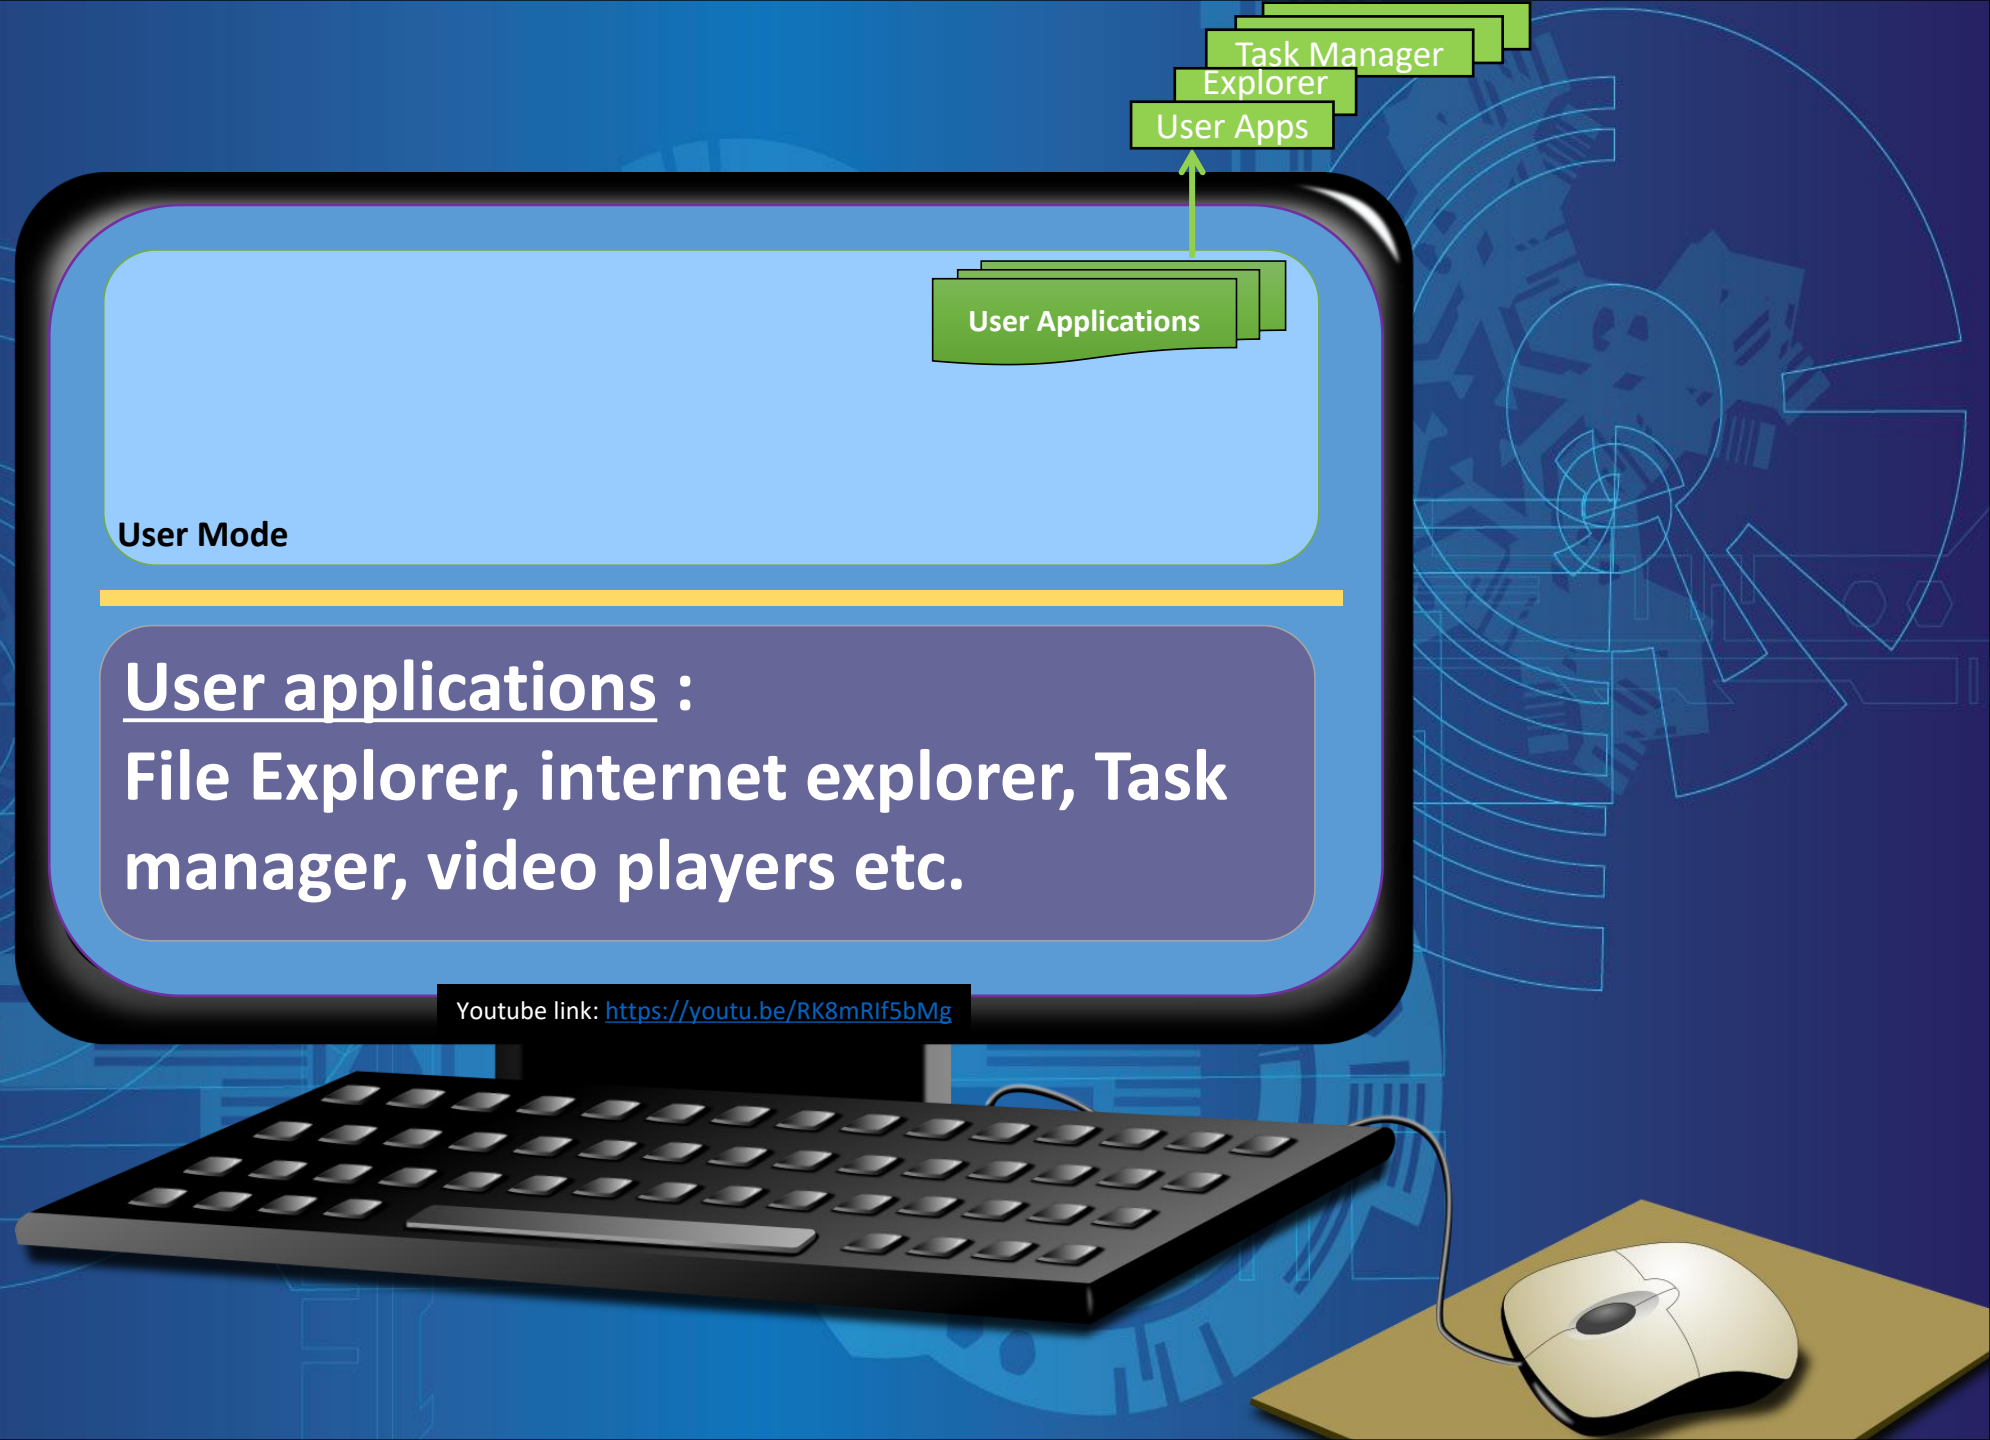 Task Manager
Explorer
User Apps
User Applications
User Mode
User applications :
File Explorer, internet explorer, Task
manager, video players etc.
Youtube link: https://youtu.be/RK8mRIf5bMg